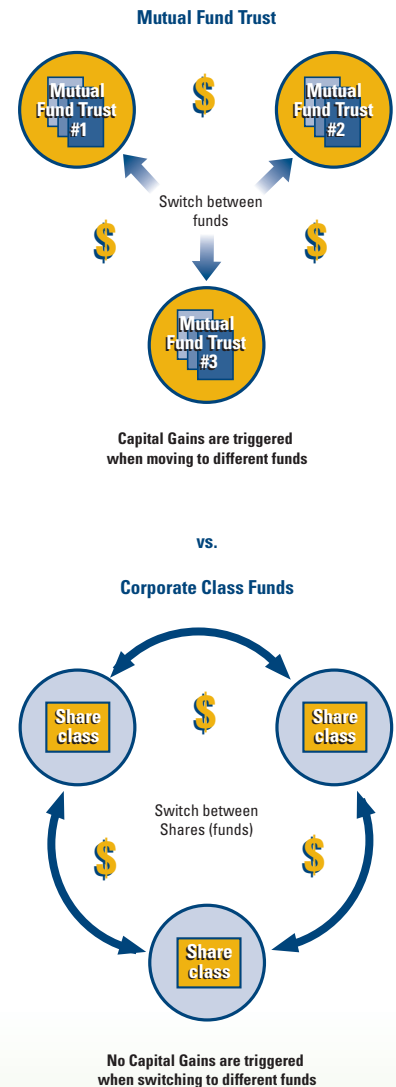 Mutual Fund Trust
Mutual
Fund Trust
#1
$
Mutual
Fund Trust
#2
Switch between
funds
$
$
Mutual
Fund Trust
#3
Capital Gains are triggered
when moving to different funds
vs.
Corporate Class Funds
Share
class
$
Share
class
Switch between
Shares (funds)
$
$
Share
class
No Capital Gains are triggered
when switching to different funds